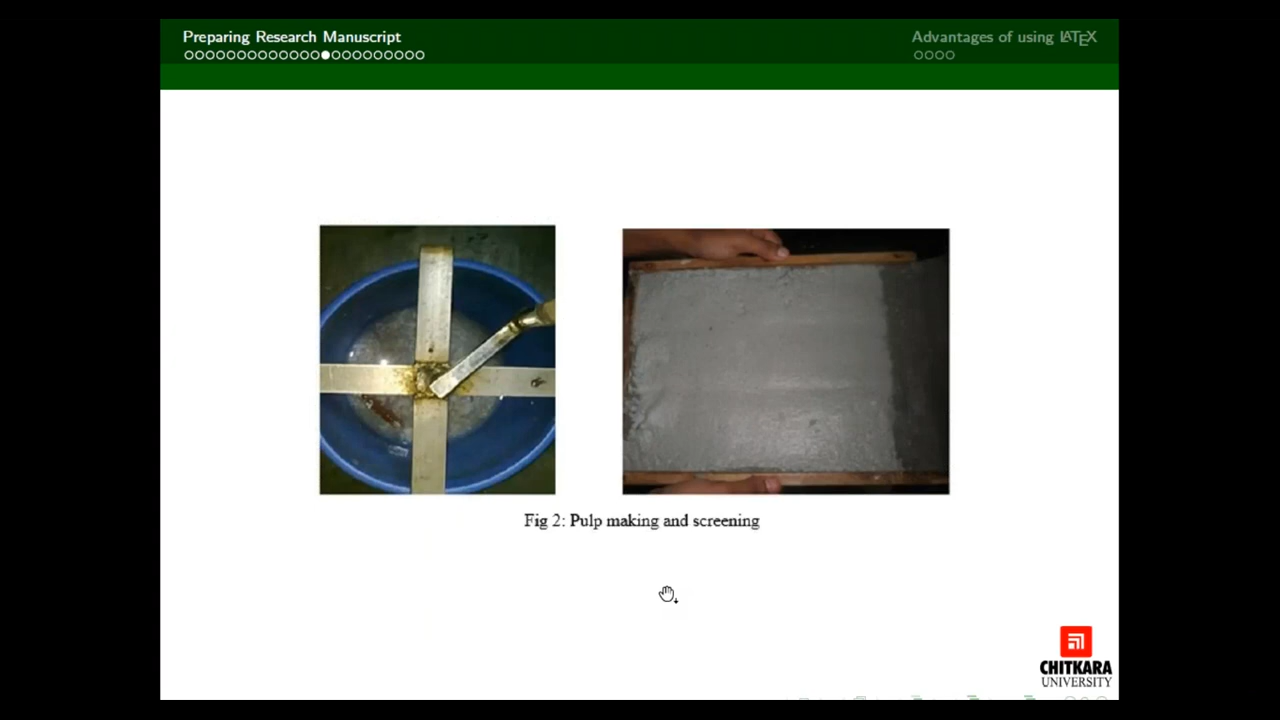 Preparing Research Manuscript
Advantages of using LATEX
Fig 2: Pulp making and screening
CHITKARA
UNIVERSITY